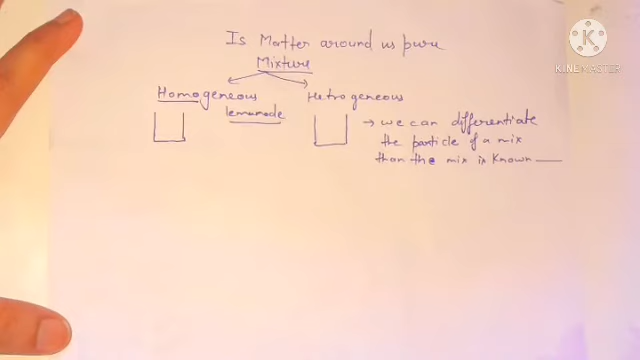 Is Matter around us pure
Mixture
Homogeneous
Hetrogeneous
lemunade
→ we can differentiate
the particle of a mix
than the mix is known
K
KINEMASTER